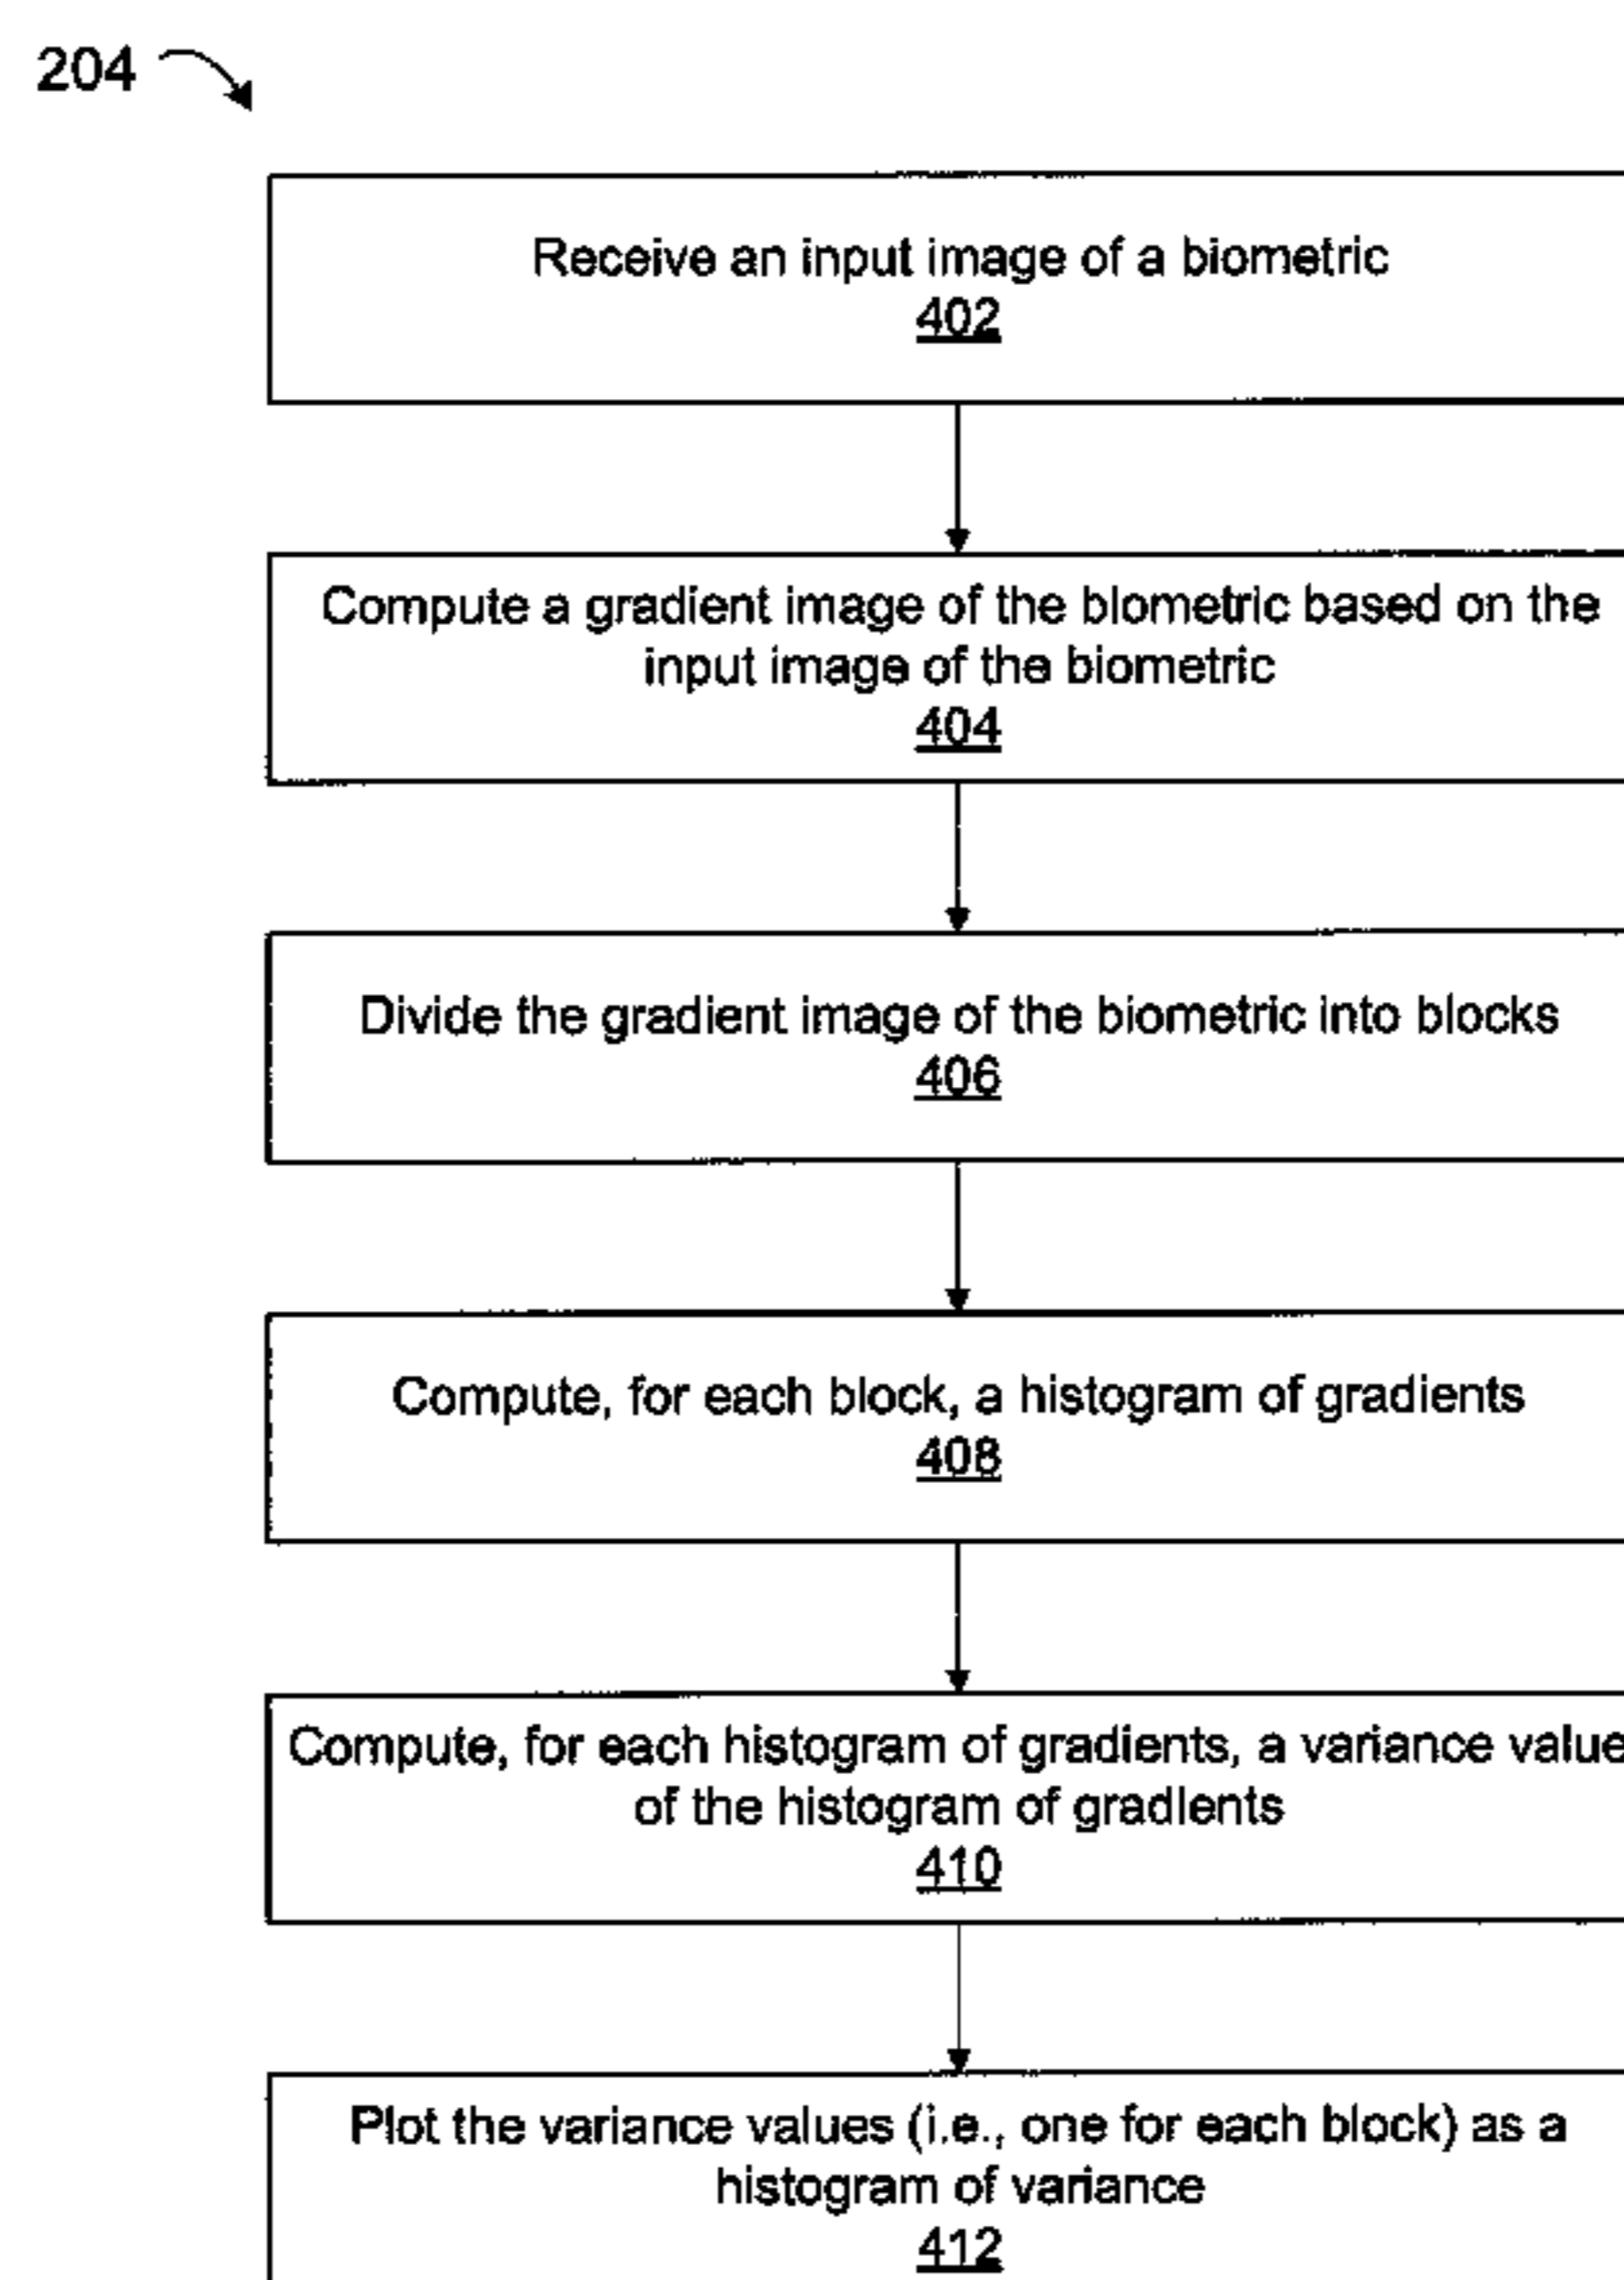 204
Receive an input image of a biometric
402
Compute a gradient image of the biometric based on the
input image of the biometric
404
Divide the gradient image of the biometric into blocks
406
Compute, for each block, a histogram of gradients
408
Compute, for each histogram of gradients, a variance value
of the histogram of gradients
410
Plot the variance values (i.e., one for each block) as a
histogram of variance
412